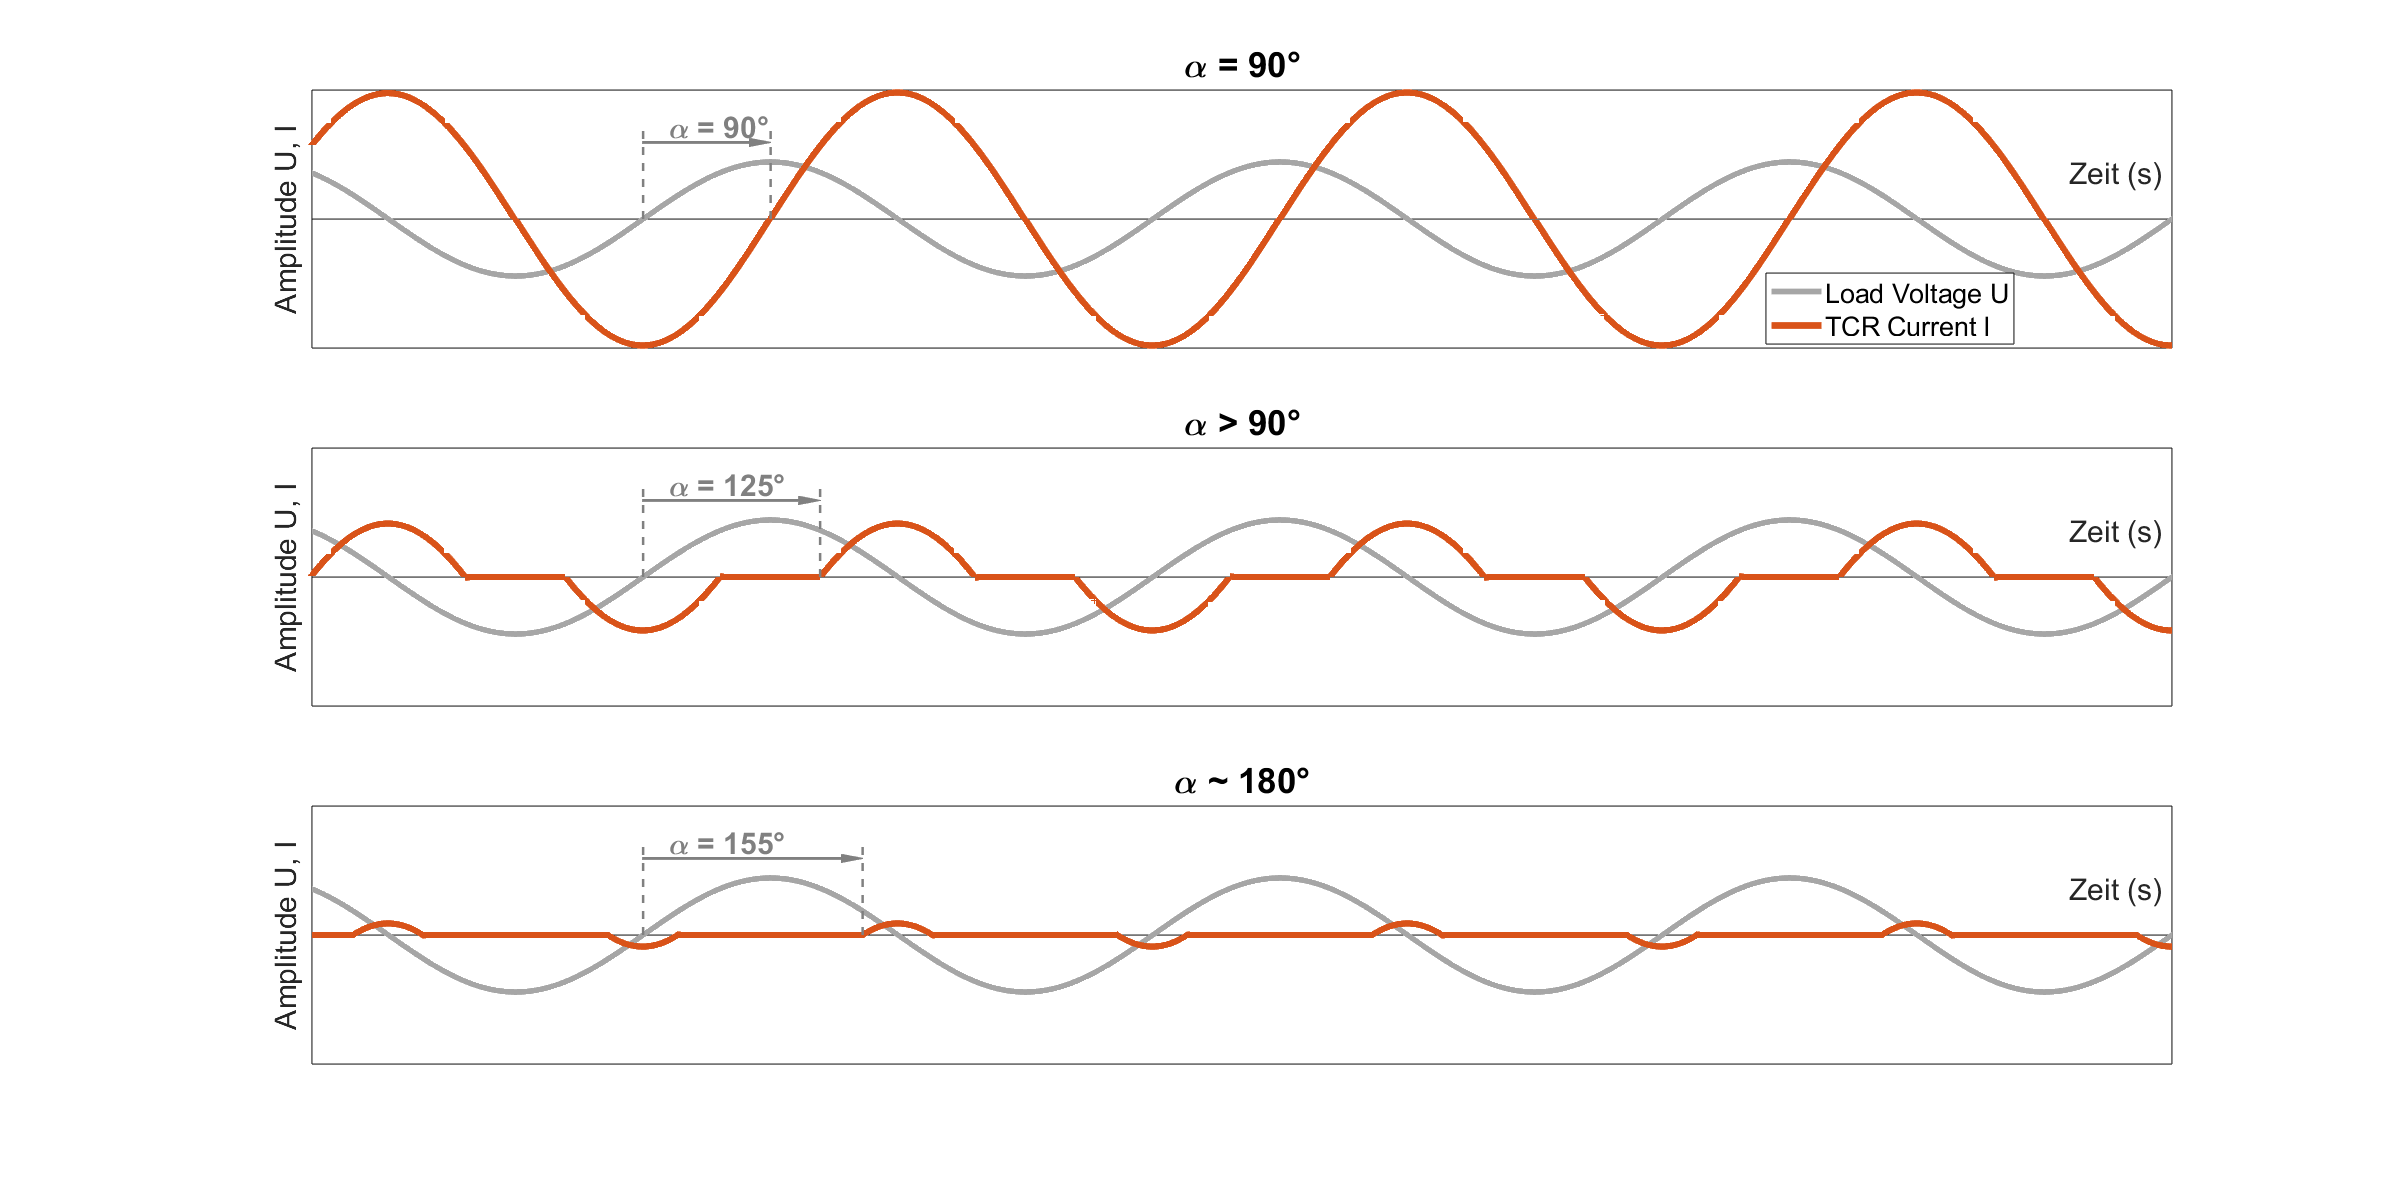 α = 90°
Amplitude U, I
α = 90°
Zeit (s)
Load Voltage U
TCR Current I
α > 90°
Amplitude U, I
α = 125°
Zeit (s)
α ~ 180°
Amplitude U, I
α = 155°
Zeit (s)